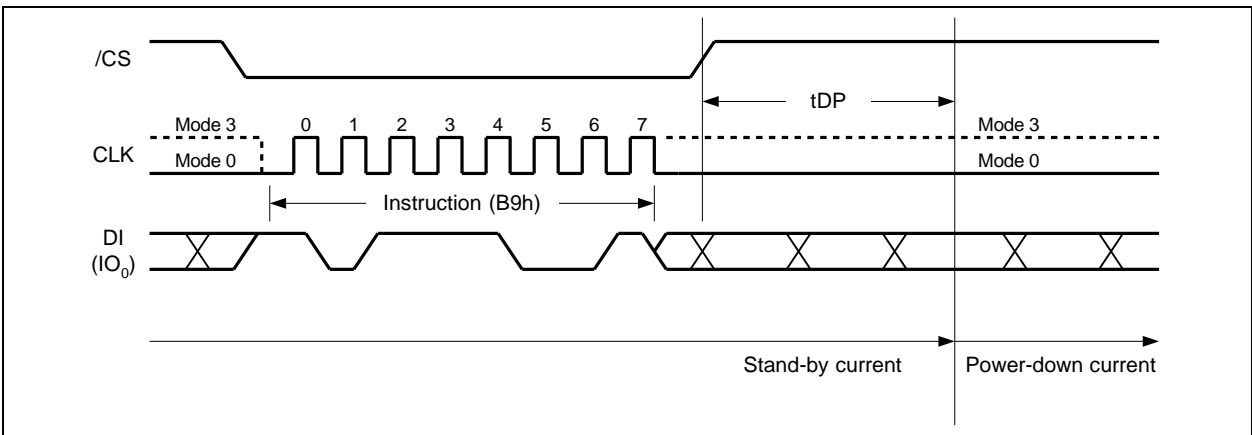 /CS
tDP
Mode 3 0 1 2 3 4 5 6 7 Mode 3
CLK
Mode 0 Mode 0
Instruction (B9h)
DI
(IO₀)
Stand-by current Power-down current